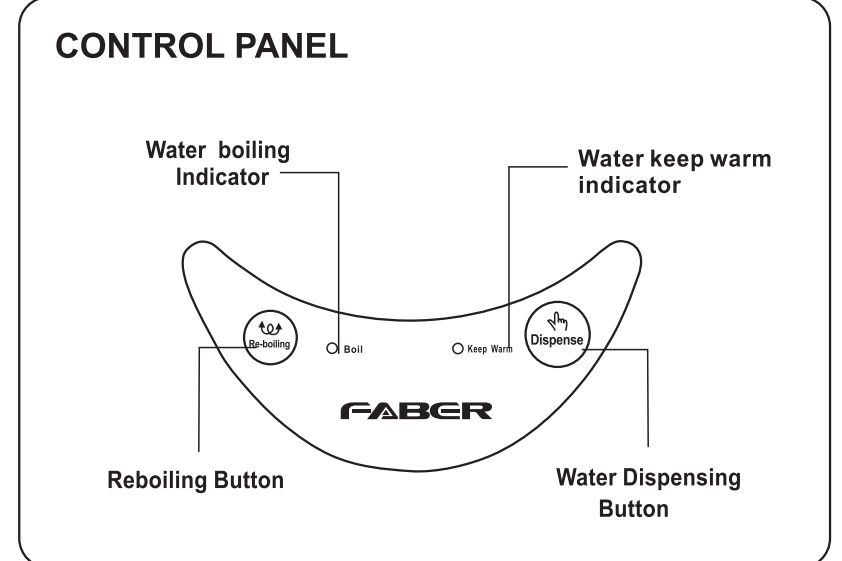 CONTROL PANEL
Water boiling
Indicator
Water keep warm
indicator
Re-boiling
Boil
Keep Warm
Dispense
FABER
Reboiling Button
Water Dispensing
Button